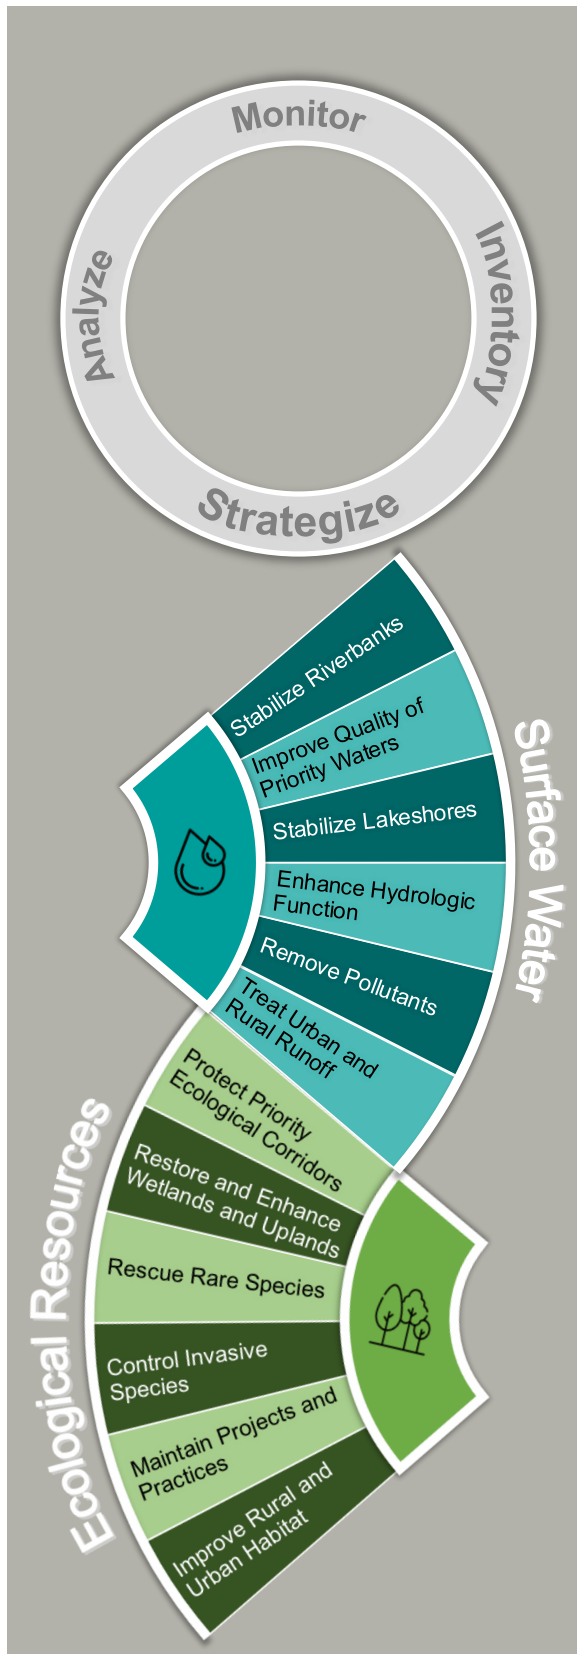 Monitor
Inventory
Analyze
Strategize
Surface Water
Stabilize Riverbanks
Improve Quality of
Priority Waters
Stabilize Lakeshores
Enhance Hydrologic
Function
Remove Pollutants
Treat Urban and
Rural Runoff
Ecological Resources
Protect Priority
Ecological Corridors
Restore and Enhance
Wetlands and Uplands
Rescue Rare Species
Control Invasive
Species
Maintain Projects and
Practices
Improve Rural and
Urban Habitat